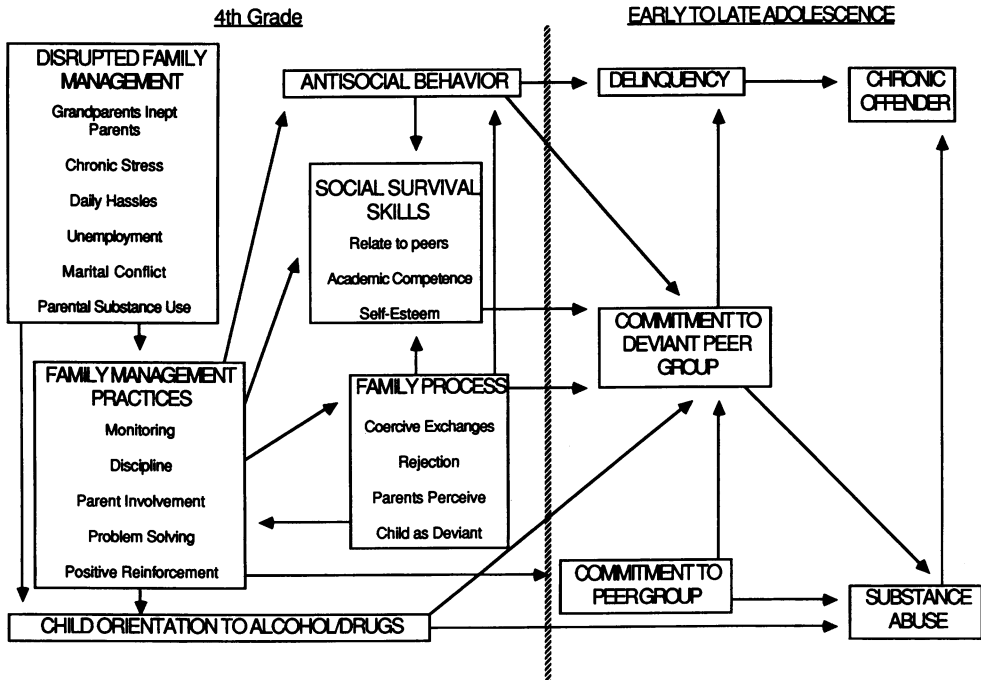 4th Grade
EARLY TO LATE ADOLESCENCE
DISRUPTED FAMILY
MANAGEMENT
Grandparents Inept
Parents
Chronic Stress
Daily Hassles
Unemployment
Marital Conflict
Parental Substance Use
FAMILY MANAGEMENT
PRACTICES
Monitoring
Discipline
Parent Involvement
Problem Solving
Positive Reinforcement
CHILD ORIENTATION TO ALCOHOL/DRUGS
ANTISOCIAL BEHAVIOR
SOCIAL SURVIVAL
SKILLS
Relate to peers
Academic Competence
Self-Esteem
FAMILY PROCESS
Coercive Exchanges
Rejection
Parents Perceive
Child as Deviant
DELINQUENCY
CHRONIC
OFFENDER
COMMITMENT TO
DEVIANT PEER
GROUP
COMMITMENT TO
PEER GROUP
SUBSTANCE
ABUSE